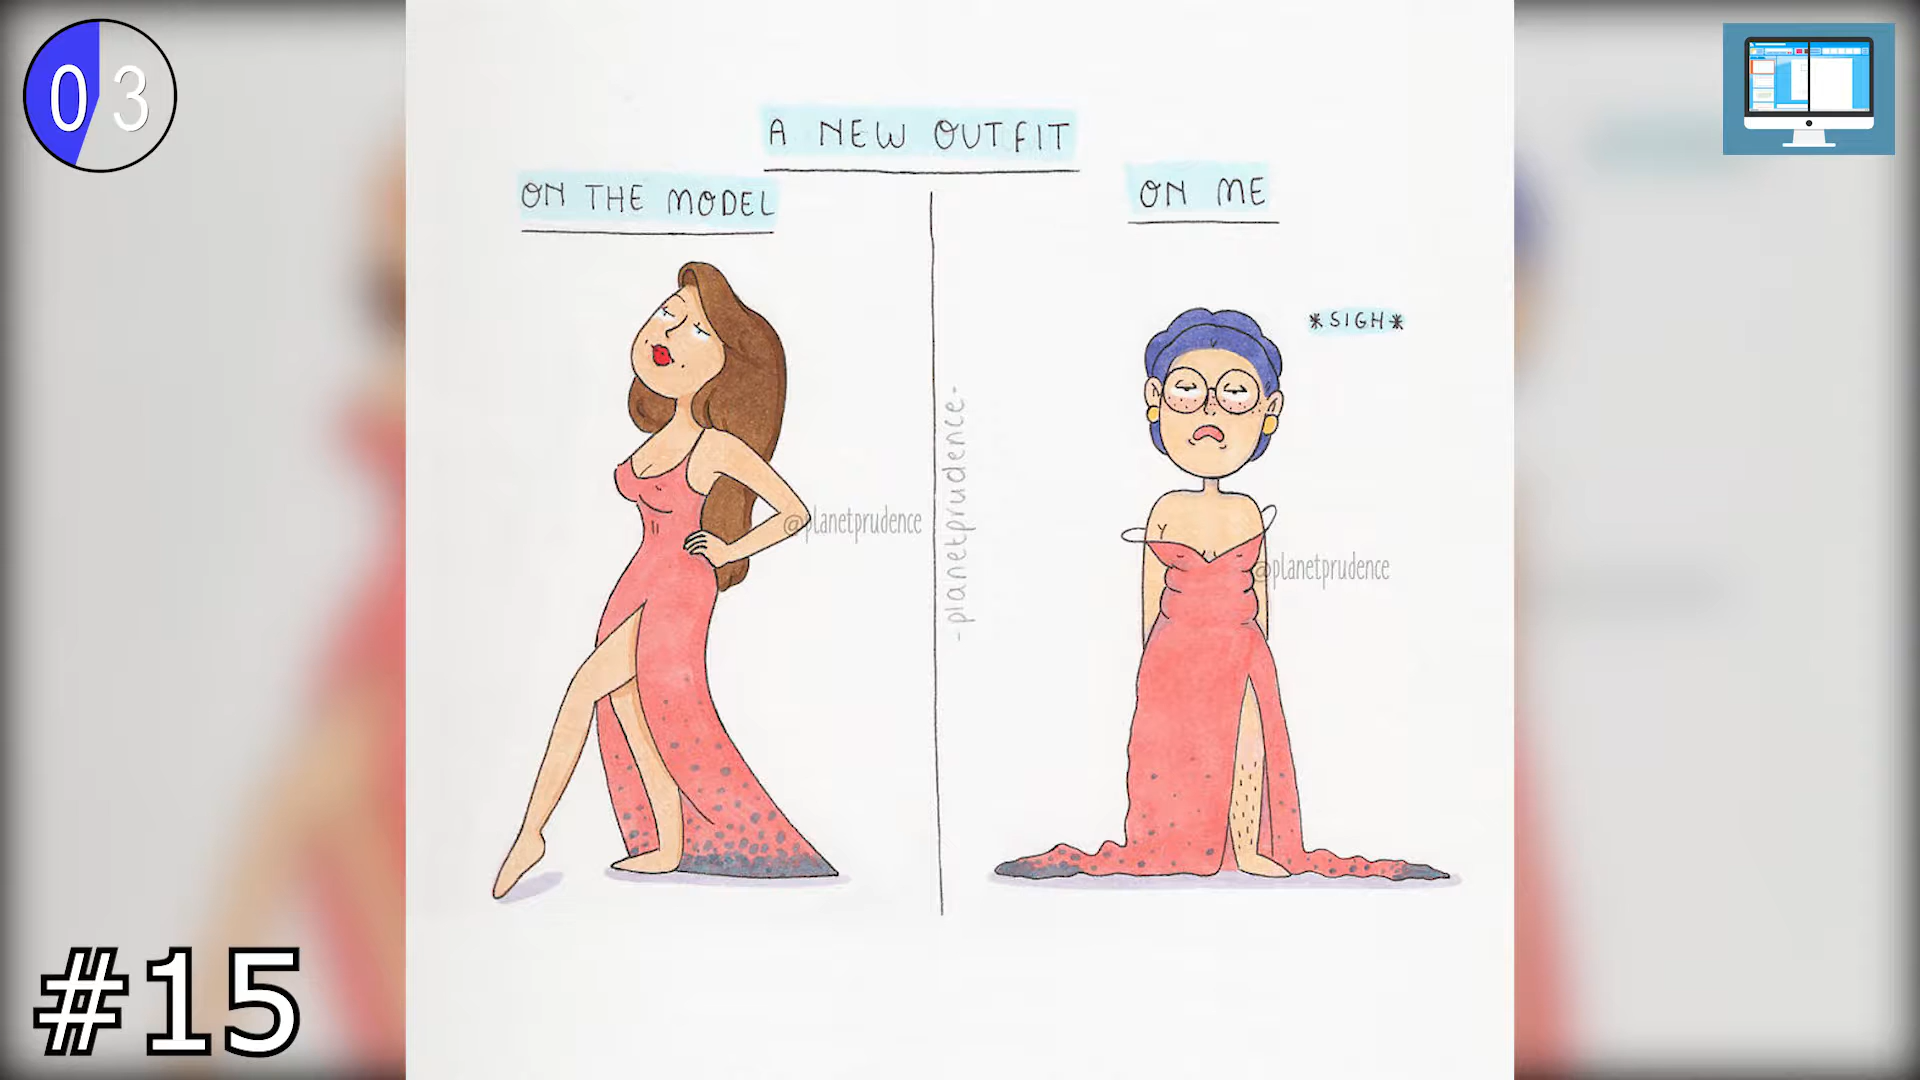 03
A NEW OUTFIT
ON THE MODEL
ON ME
*SIGH*
@planetprudence
-planetprudence-
@planetprudence
#15